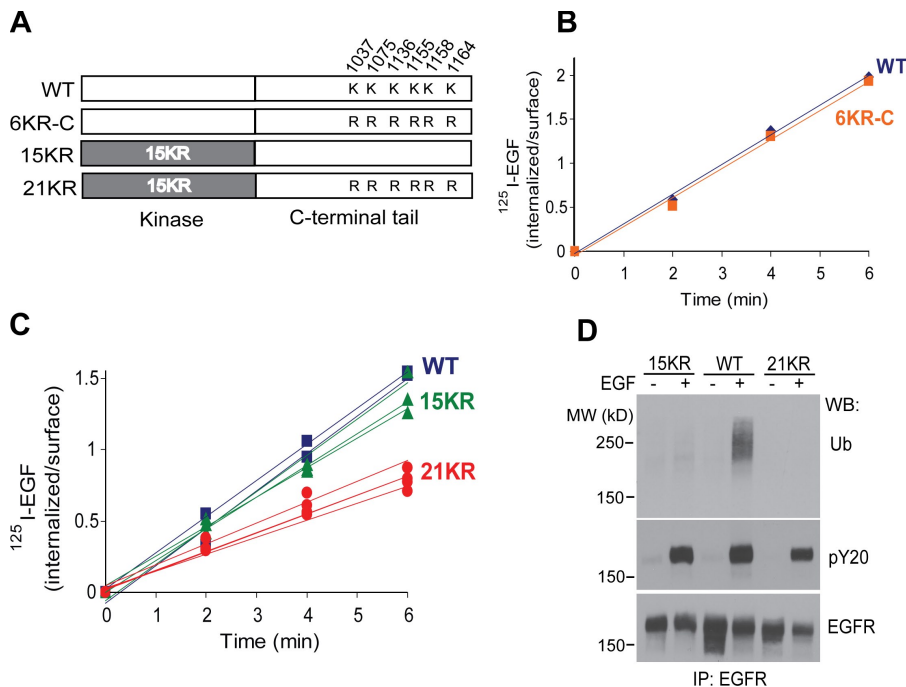 A
1037 1075 1136 1155 1158 1164
WT K K K K K K
6KR-C R R R R R R
15KR 15KR
21KR 15KR R R R R R R
Kinase C-terminal tail
B
125 I-EGF
(internalized/surface)
2
1.5
1
0.5
0
0 1 2 3 4 5 6
Time (min)
WT
6KR-C
C
125 I-EGF
(internalized/surface)
1.5
1
0.5
0
0 1 2 3 4 5 6
Time (min)
WT
15KR
21KR
D
15KR WT 21KR
EGF - + - + - +
MW (kD) WB:
250
Ub
150
pY20
150
EGFR
150
IP: EGFR